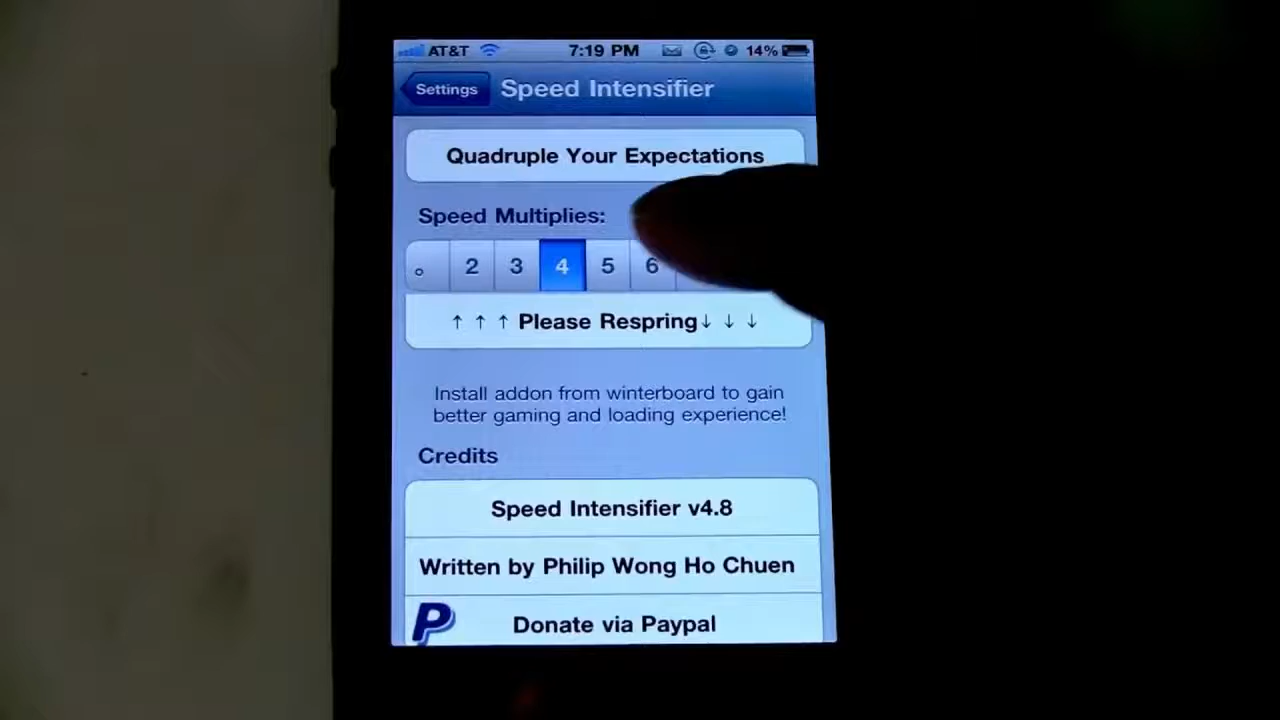 AT&T 7:19 PM 14%
Settings Speed Intensifier
Quadruple Your Expectations
Speed Multiplies:
° 2 3 4 5 6
↑ ↑ ↑ Please Respring↓ ↓ ↓
Install addon from winterboard to gain
better gaming and loading experience!
Credits
Speed Intensifier v4.8
Written by Philip Wong Ho Chuen
P Donate via Paypal